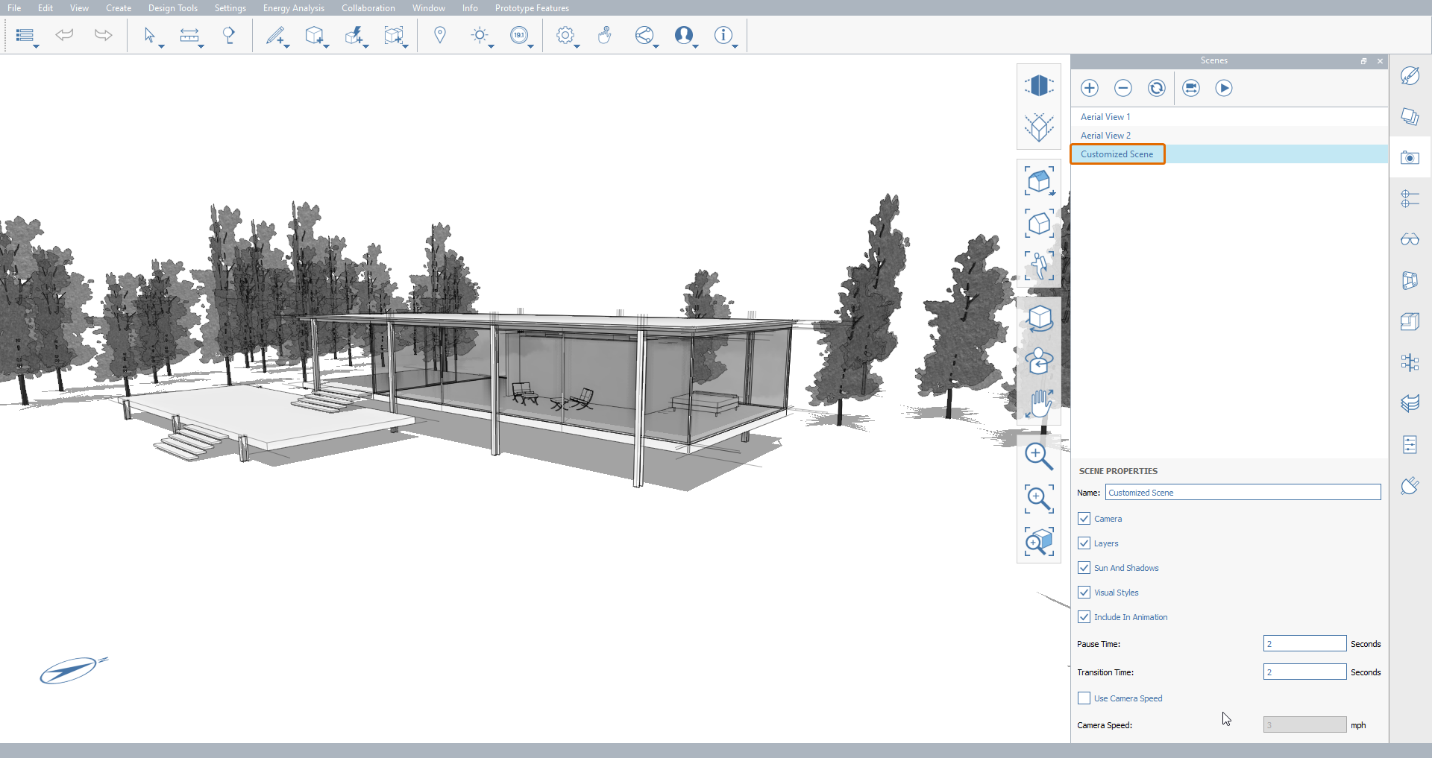 File Edit View Create Design Tools Settings Energy Analysis Collaboration Window Info Prototype Features
Scenes
Aerial View 1
Aerial View 2
Customized Scene
SCENE PROPERTIES
Name: Customized Scene
Camera
Layers
Sun And Shadows
Visual Styles
Include In Animation
Pause Time: 2 Seconds
Transition Time: 2 Seconds
Use Camera Speed
Camera Speed: 3 mph